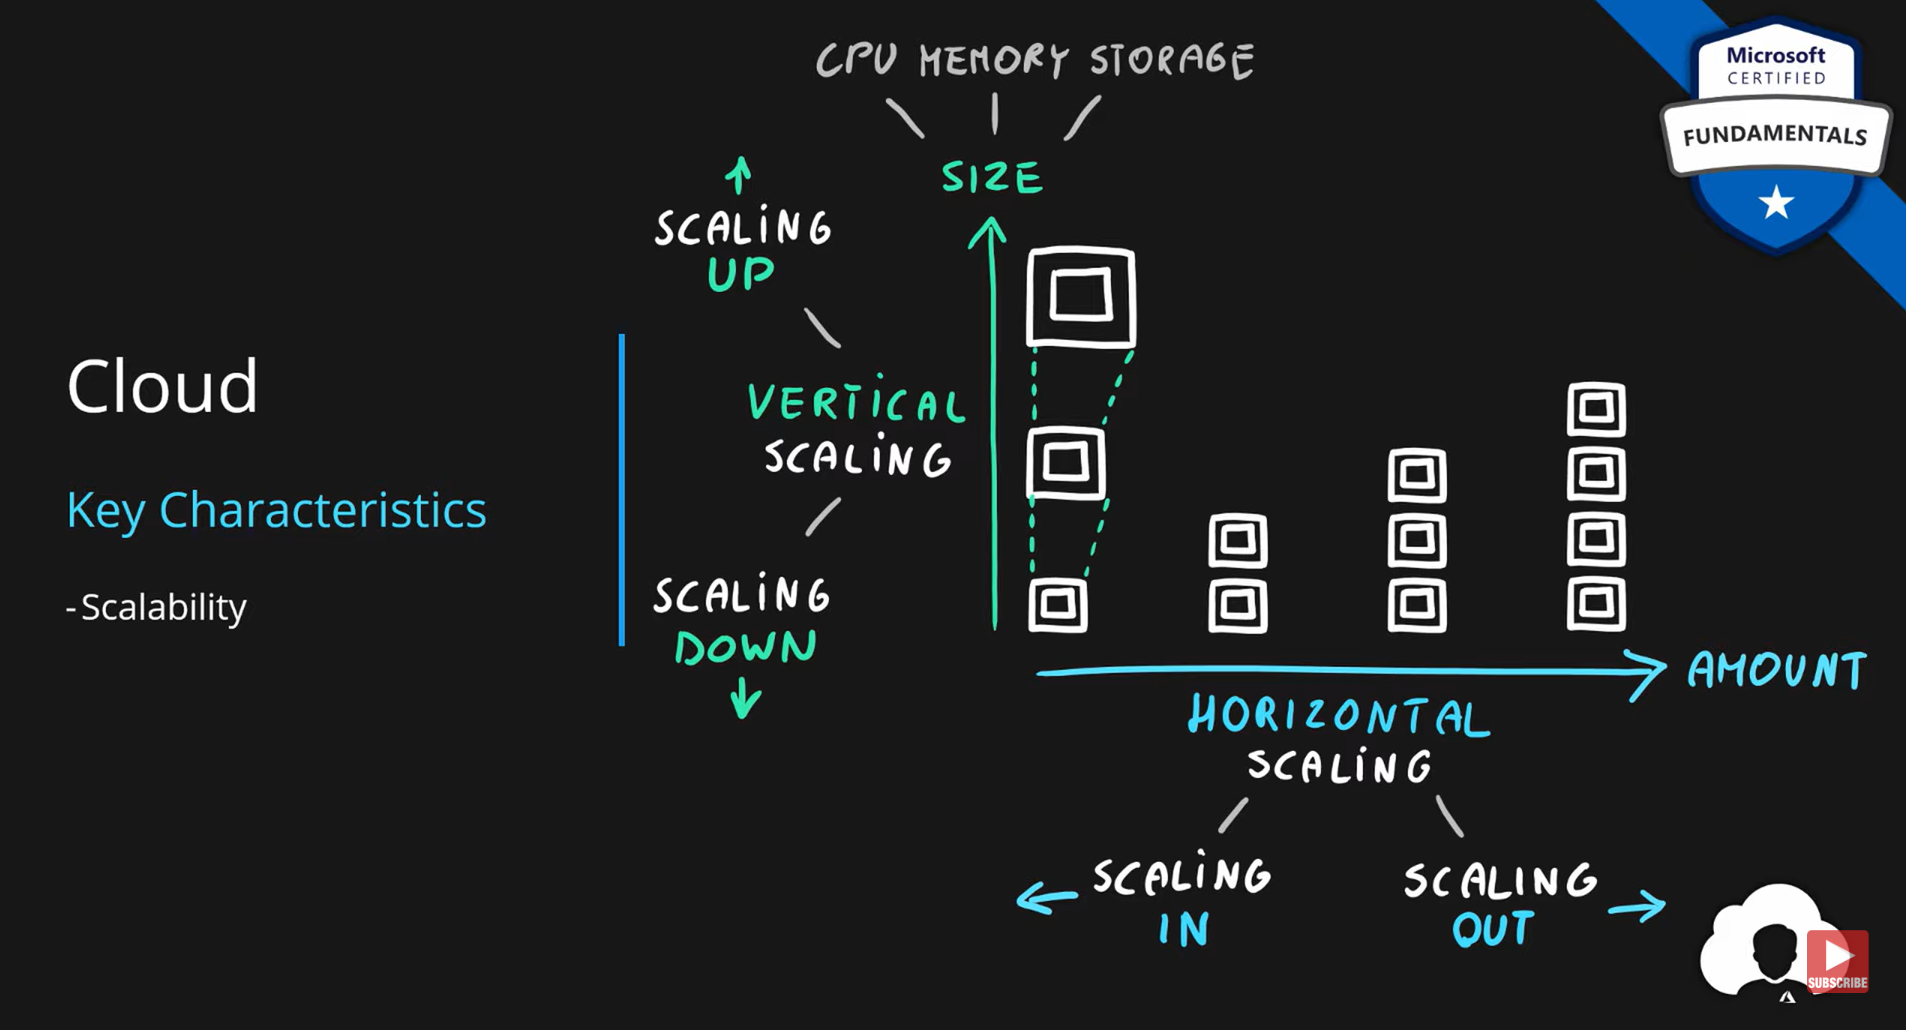 Cloud
Key Characteristics
- Scalability
CPU MEMORY STORAGE
SIZE
SCALING
UP
VERTICAL
SCALING
SCALING
DOWN
AMOUNT
HORIZONTAL
SCALING
SCALING
IN
SCALING
OUT
Microsoft
CERTIFIED
FUNDAMENTALS
SUBSCRIBE